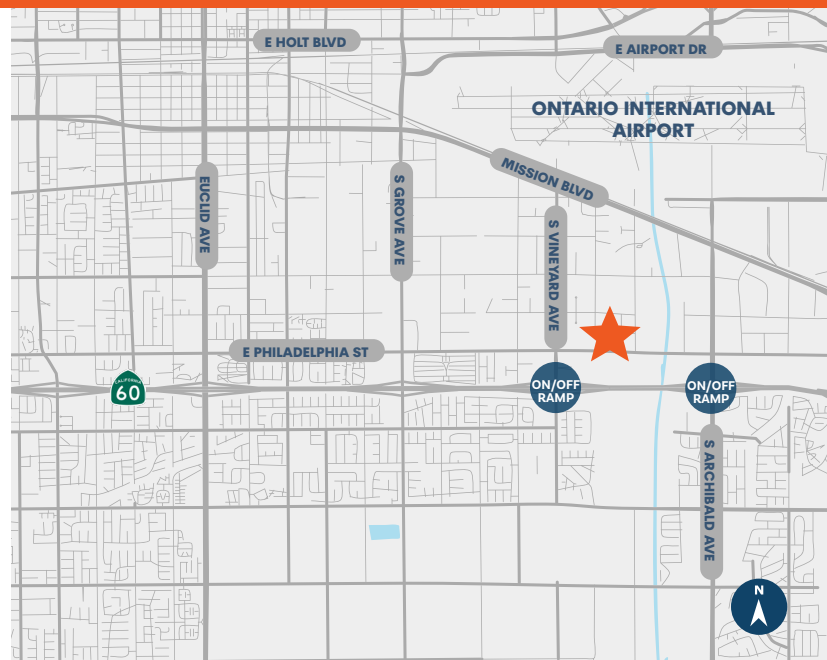 E HOLT BLVD
E AIRPORT DR
ONTARIO INTERNATIONAL
AIRPORT
MISSION BLVD
EUCLID AVE
S GROVE AVE
S VINEYARD AVE
E PHILADELPHIA ST
CALIFORNIA
60
ON/OFF
RAMP
ON/OFF
RAMP
S ARCHIBALD AVE
N